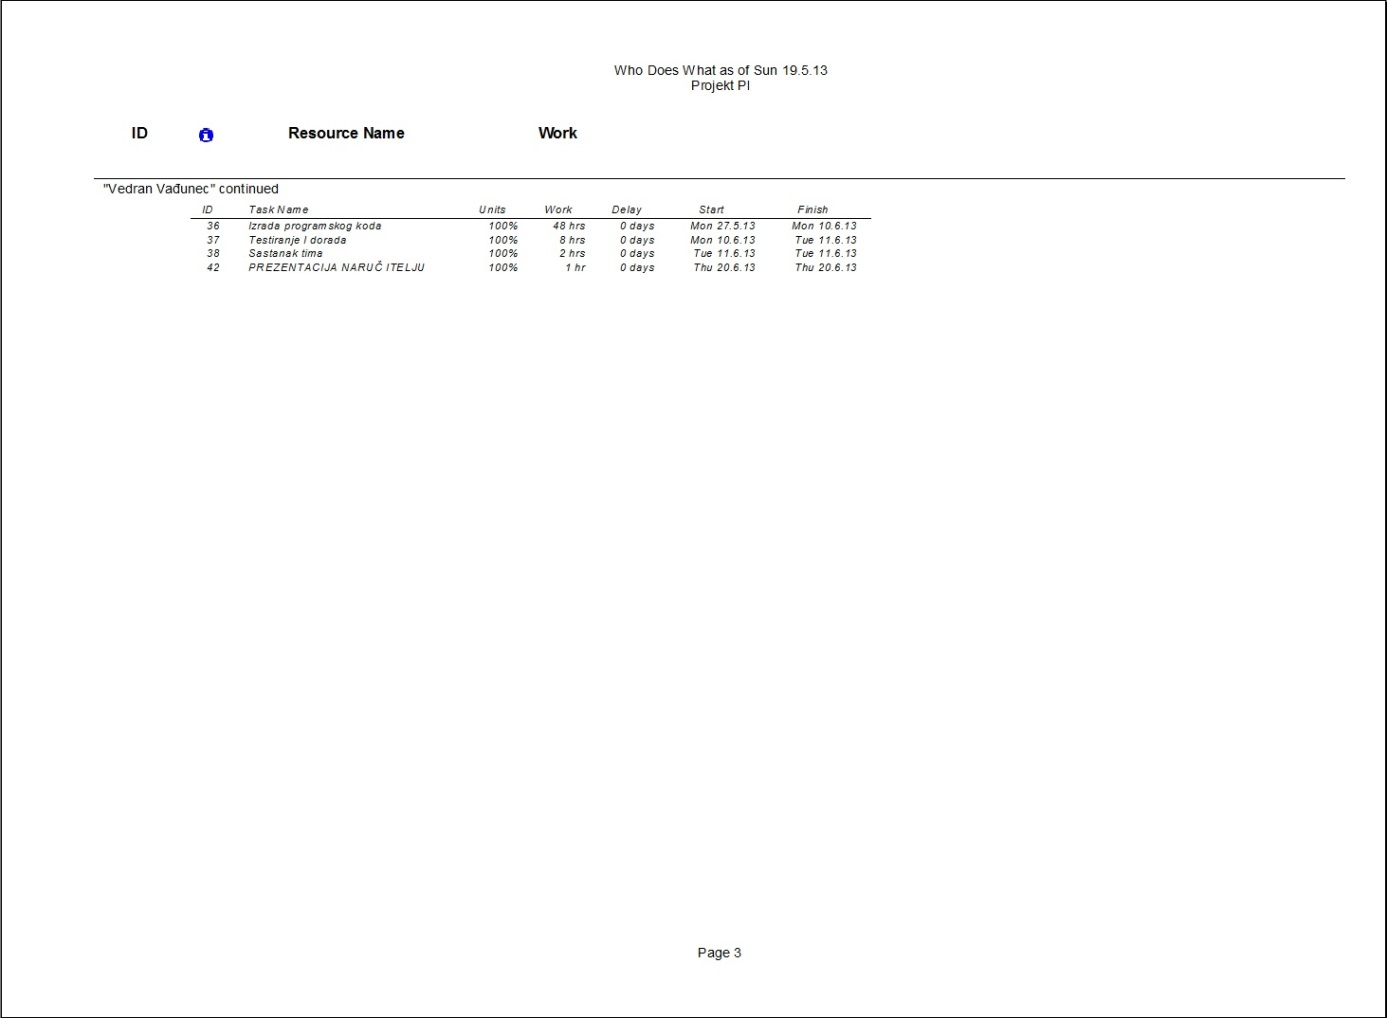 Who Does What as of Sun 19.5.13
Projekt PI
ID Resource Name Work
"Vedran Vađunec" continued
ID Task Name Units Work Delay Start Finish
36 Izrada programskog koda 100% 48 hrs 0 days Mon 27.5.13 Mon 10.6.13
37 Testiranje I dorada 100% 8 hrs 0 days Mon 10.6.13 Tue 11.6.13
38 Sastanak tima 100% 2 hrs 0 days Tue 11.6.13 Tue 11.6.13
42 PREZENTACIJA NARUČITELJU 100% 1 hr 0 days Thu 20.6.13 Thu 20.6.13
Page 3